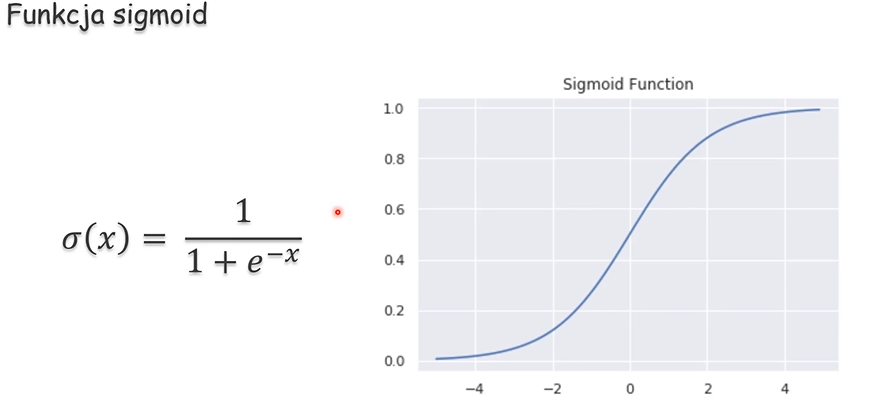 Funkcja sigmoid
σ(x) = 1 / (1 + e^−x)
Sigmoid Function
1.0
0.8
0.6
0.4
0.2
0.0
−4 −2 0 2 4